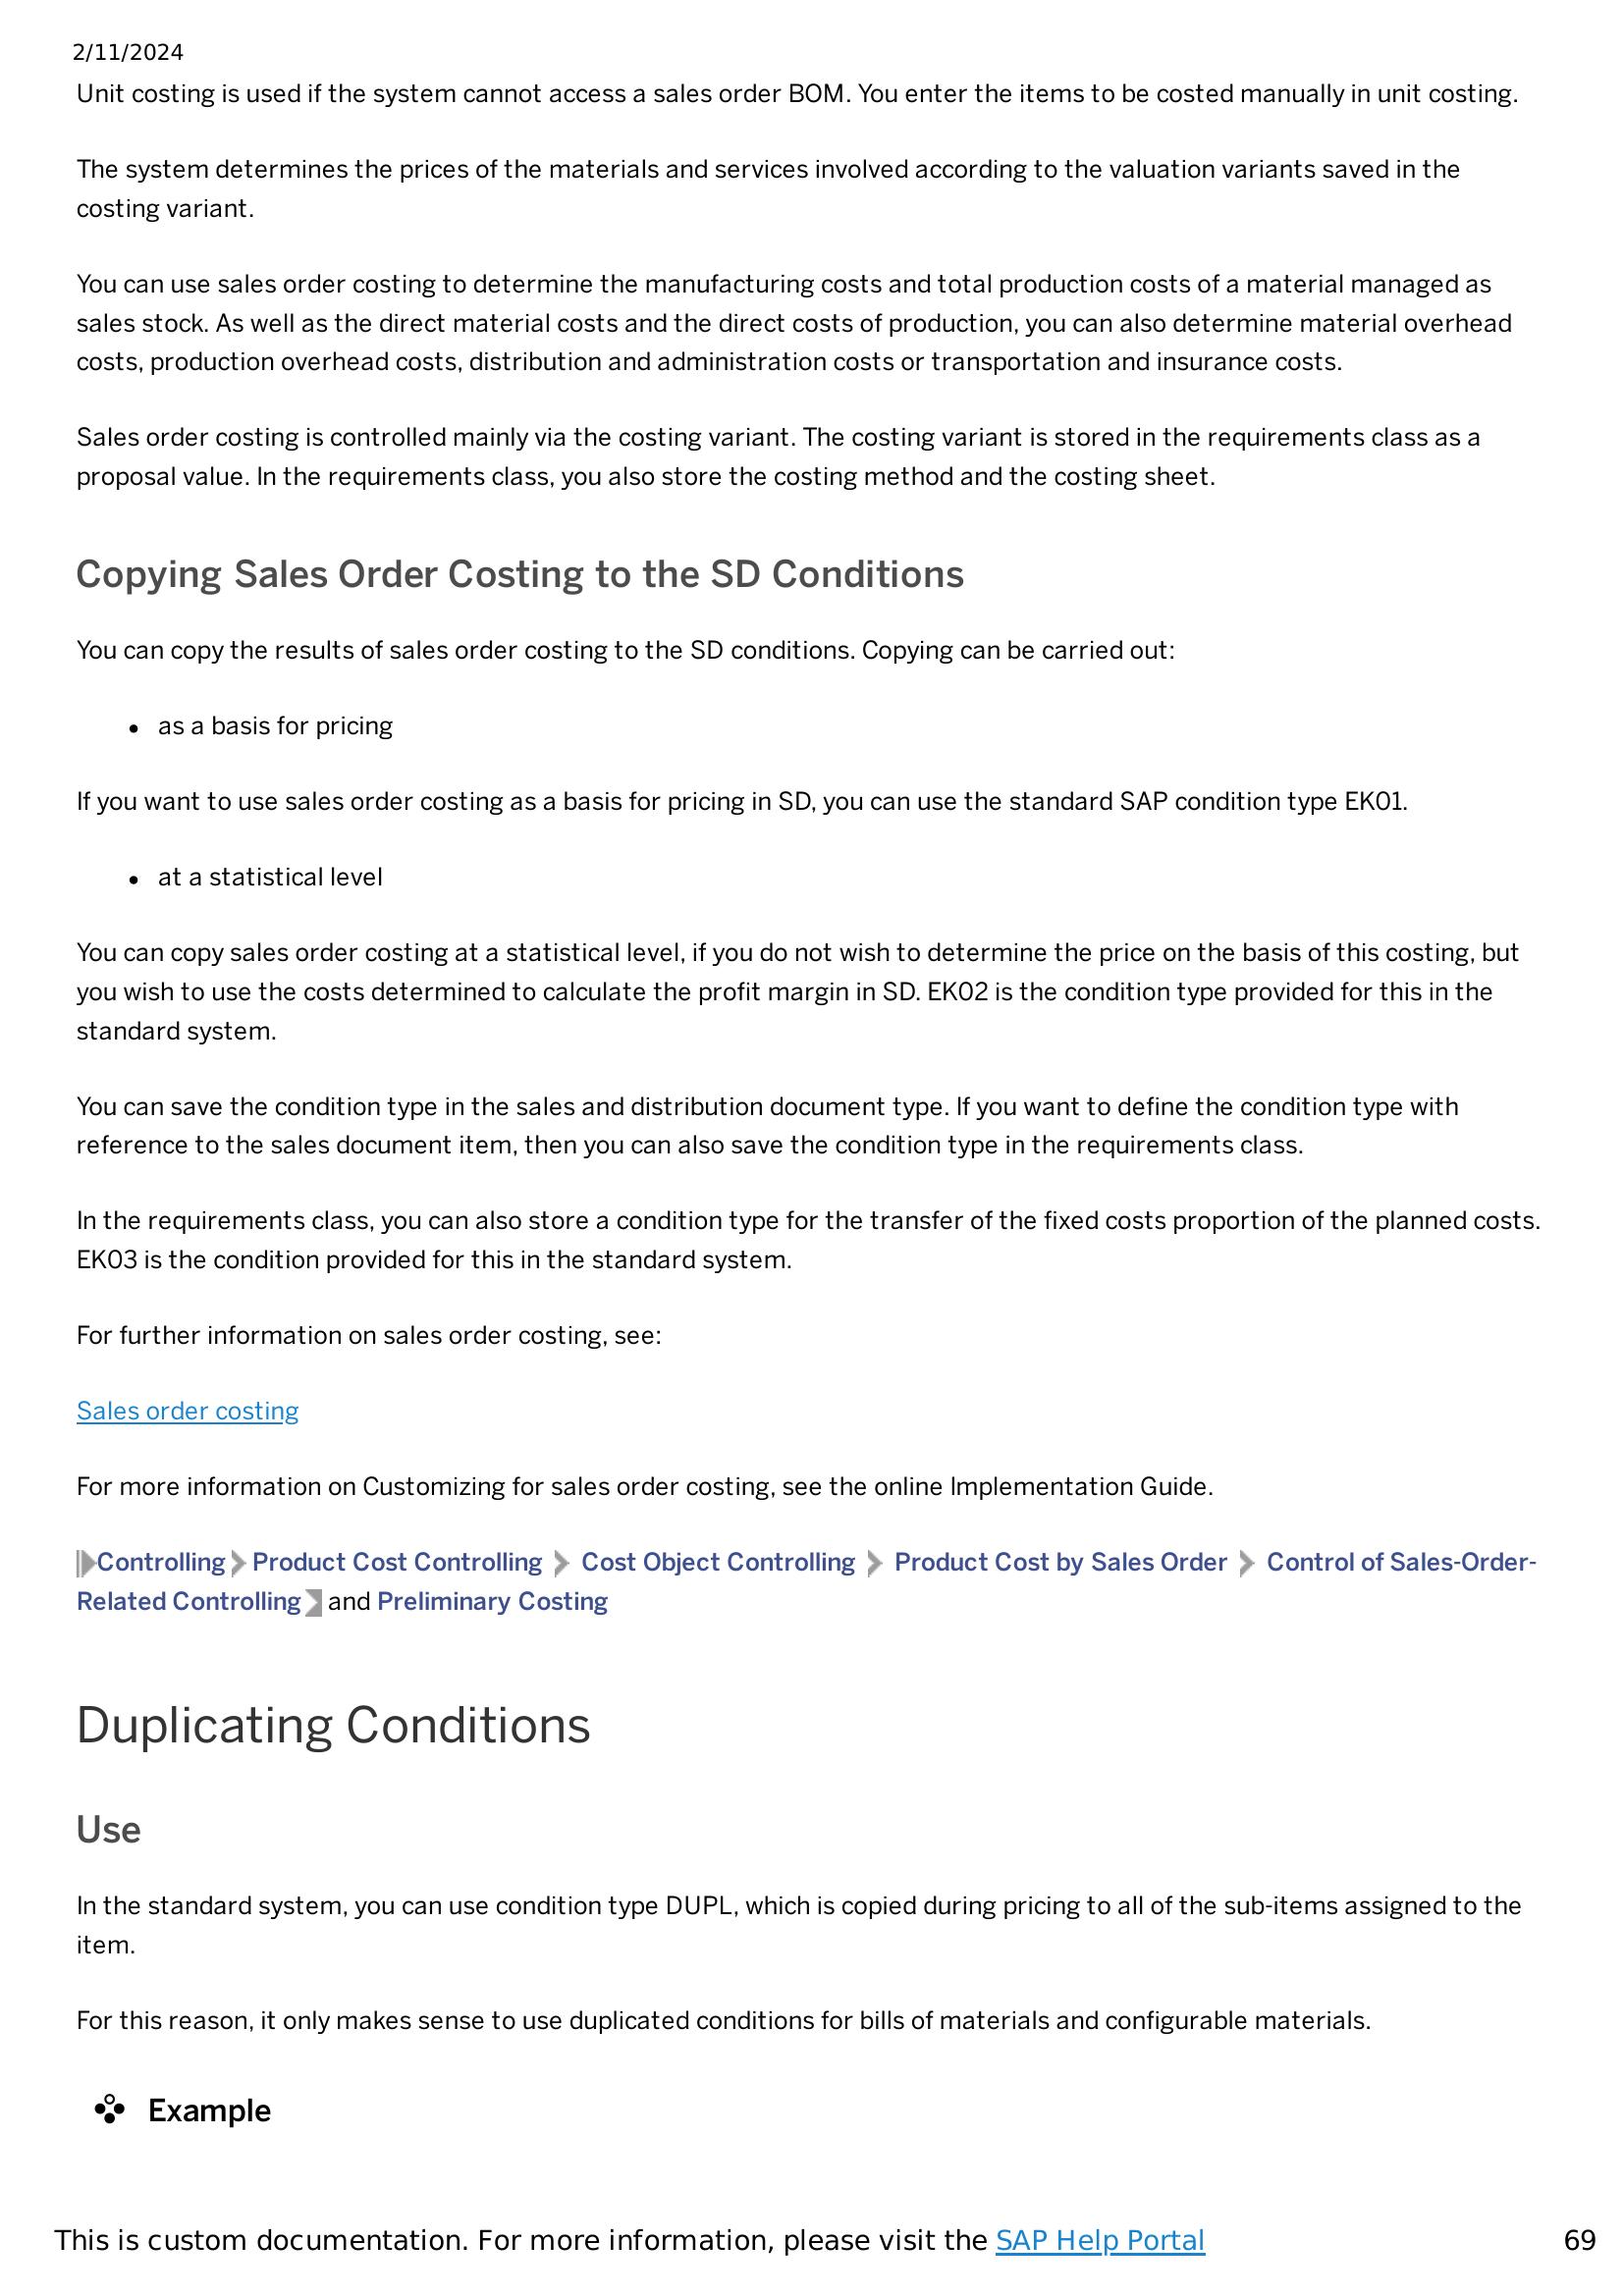 2/11/2024
Unit costing is used if the system cannot access a sales order BOM. You enter the items to be costed manually in unit costing.
The system determines the prices of the materials and services involved according to the valuation variants saved in the
costing variant.
You can use sales order costing to determine the manufacturing costs and total production costs of a material managed as
sales stock. As well as the direct material costs and the direct costs of production, you can also determine material overhead
costs, production overhead costs, distribution and administration costs or transportation and insurance costs.
Sales order costing is controlled mainly via the costing variant. The costing variant is stored in the requirements class as a
proposal value. In the requirements class, you also store the costing method and the costing sheet.
Copying Sales Order Costing to the SD Conditions
You can copy the results of sales order costing to the SD conditions. Copying can be carried out:
• as a basis for pricing
If you want to use sales order costing as a basis for pricing in SD, you can use the standard SAP condition type EK01.
• at a statistical level
You can copy sales order costing at a statistical level, if you do not wish to determine the price on the basis of this costing, but
you wish to use the costs determined to calculate the profit margin in SD. EK02 is the condition type provided for this in the
standard system.
You can save the condition type in the sales and distribution document type. If you want to define the condition type with
reference to the sales document item, then you can also save the condition type in the requirements class.
In the requirements class, you can also store a condition type for the transfer of the fixed costs proportion of the planned costs.
EK03 is the condition provided for this in the standard system.
For further information on sales order costing, see:
Sales order costing
For more information on Customizing for sales order costing, see the online Implementation Guide.
Controlling Product Cost Controlling Cost Object Controlling Product Cost by Sales Order Control of Sales-Order-
Related Controlling and Preliminary Costing
Duplicating Conditions
Use
In the standard system, you can use condition type DUPL, which is copied during pricing to all of the sub-items assigned to the
item.
For this reason, it only makes sense to use duplicated conditions for bills of materials and configurable materials.
Example
This is custom documentation. For more information, please visit the SAP Help Portal 69